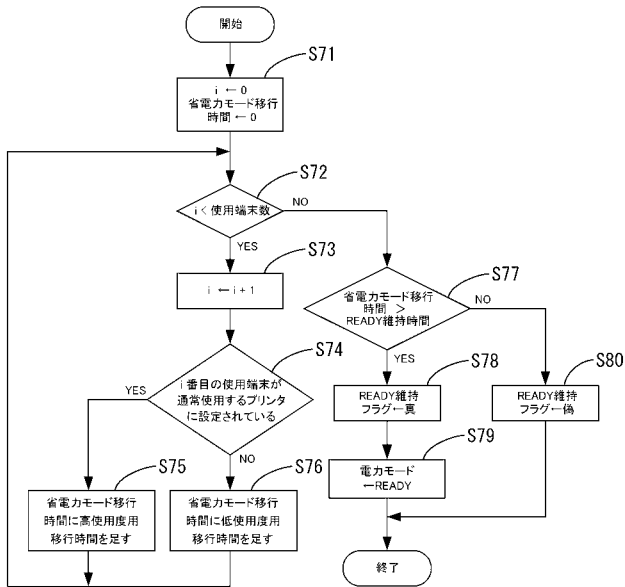 開始
S71
i ← 0
省電力モード移行
時間 ← 0
S72
i < 使用端末数
NO
YES
S73
i ← i + 1
S77
省電力モード移行
時間 >
READY維持時間
NO
YES
S74
i 番目の使用端末が
通常使用するプリンタ
に設定されている
YES
NO
S78
READY維持
フラグ←真
S80
READY維持
フラグ←偽
S79
電力モード
←READY
S75
省電力モード移行
時間に高使用度用
移行時間を足す
S76
省電力モード移行
時間に低使用度用
移行時間を足す
終了